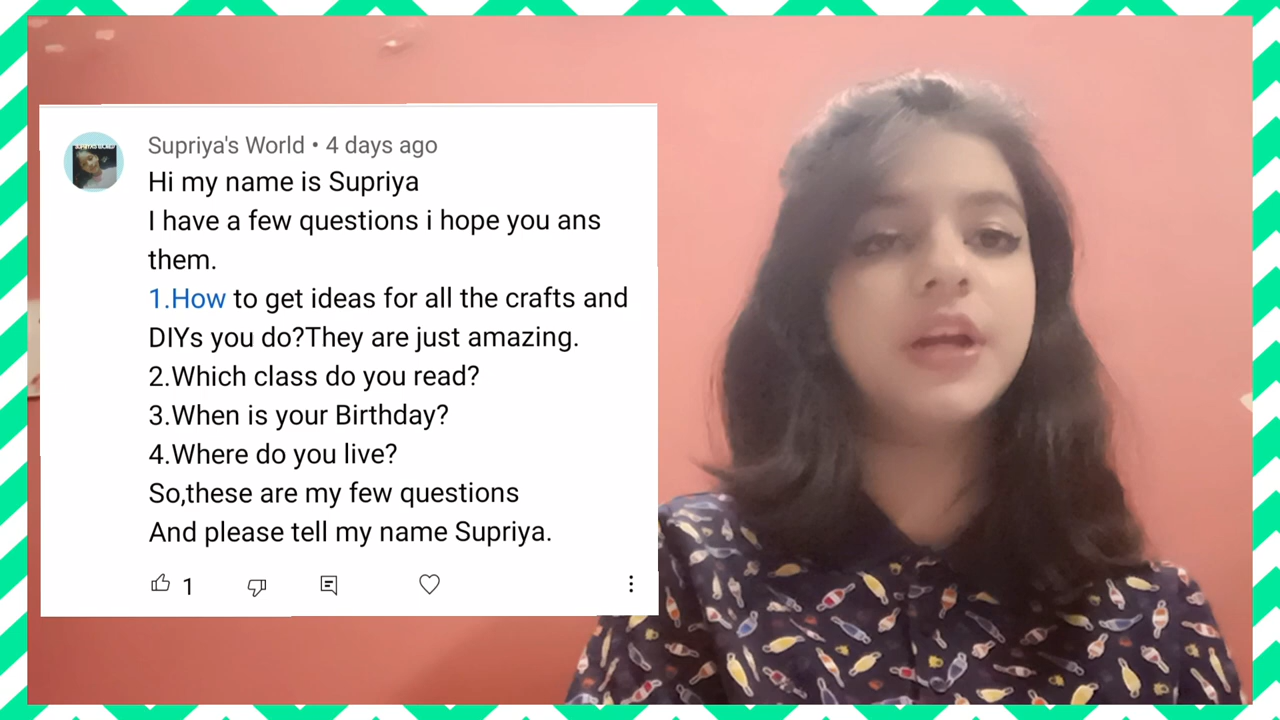 Supriya's World • 4 days ago
Hi my name is Supriya
I have a few questions i hope you ans
them.
1.How to get ideas for all the crafts and
DIYs you do?They are just amazing.
2.Which class do you read?
3.When is your Birthday?
4.Where do you live?
So,these are my few questions
And please tell my name Supriya.
1